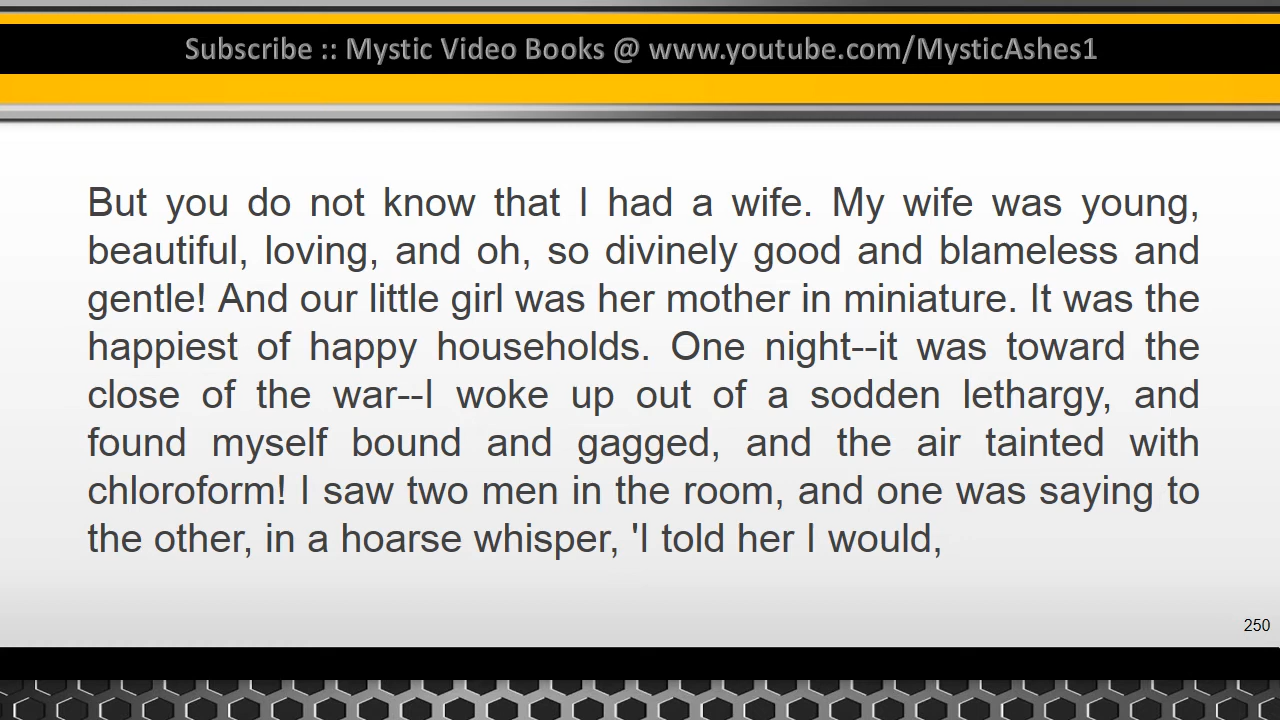 Subscribe :: Mystic Video Books @ www.youtube.com/MysticAshes1
But you do not know that I had a wife. My wife was young,
beautiful, loving, and oh, so divinely good and blameless and
gentle! And our little girl was her mother in miniature. It was the
happiest of happy households. One night--it was toward the
close of the war--I woke up out of a sodden lethargy, and
found myself bound and gagged, and the air tainted with
chloroform! I saw two men in the room, and one was saying to
the other, in a hoarse whisper, 'I told her I would,
250